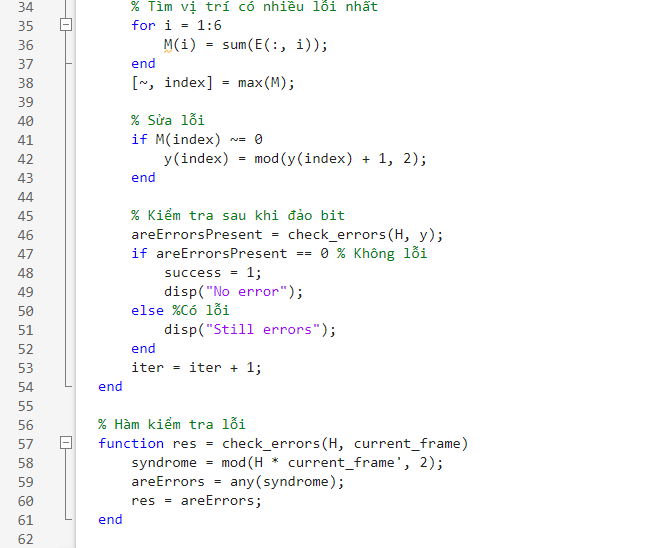 34 % Tìm vị trí có nhiều lỗi nhất
35 for i = 1:6
36 M(i) = sum(E(:, i));
37 end
38 [~, index] = max(M);
39
40 % Sửa lỗi
41 if M(index) ~= 0
42 y(index) = mod(y(index) + 1, 2);
43 end
44
45 % Kiểm tra sau khi đảo bit
46 areErrorsPresent = check_errors(H, y);
47 if areErrorsPresent == 0 % Không lỗi
48 success = 1;
49 disp("No error");
50 else %Có lỗi
51 disp("Still errors");
52 end
53 iter = iter + 1;
54 end
55
56 % Hàm kiểm tra lỗi
57 function res = check_errors(H, current_frame)
58 syndrome = mod(H * current_frame', 2);
59 areErrors = any(syndrome);
60 res = areErrors;
61 end
62